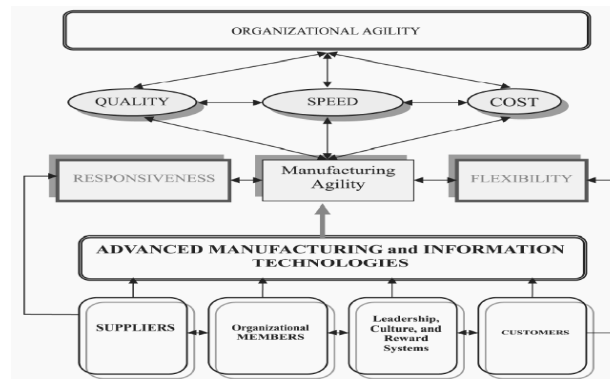 ORGANIZATIONAL AGILITY
QUALITY
SPEED
COST
RESPONSIVENESS
Manufacturing
Agility
FLEXIBILITY
ADVANCED MANUFACTURING and INFORMATION
TECHNOLOGIES
SUPPLIERS
Organizational
MEMBERS
Leadership,
Culture, and
Reward
Systems
CUSTOMERS